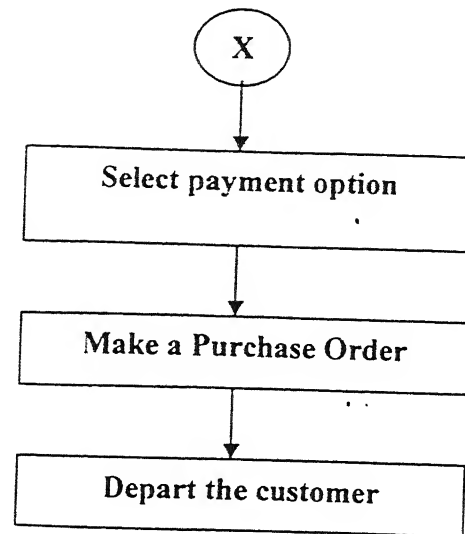 X
Select payment option
Make a Purchase Order
Depart the customer